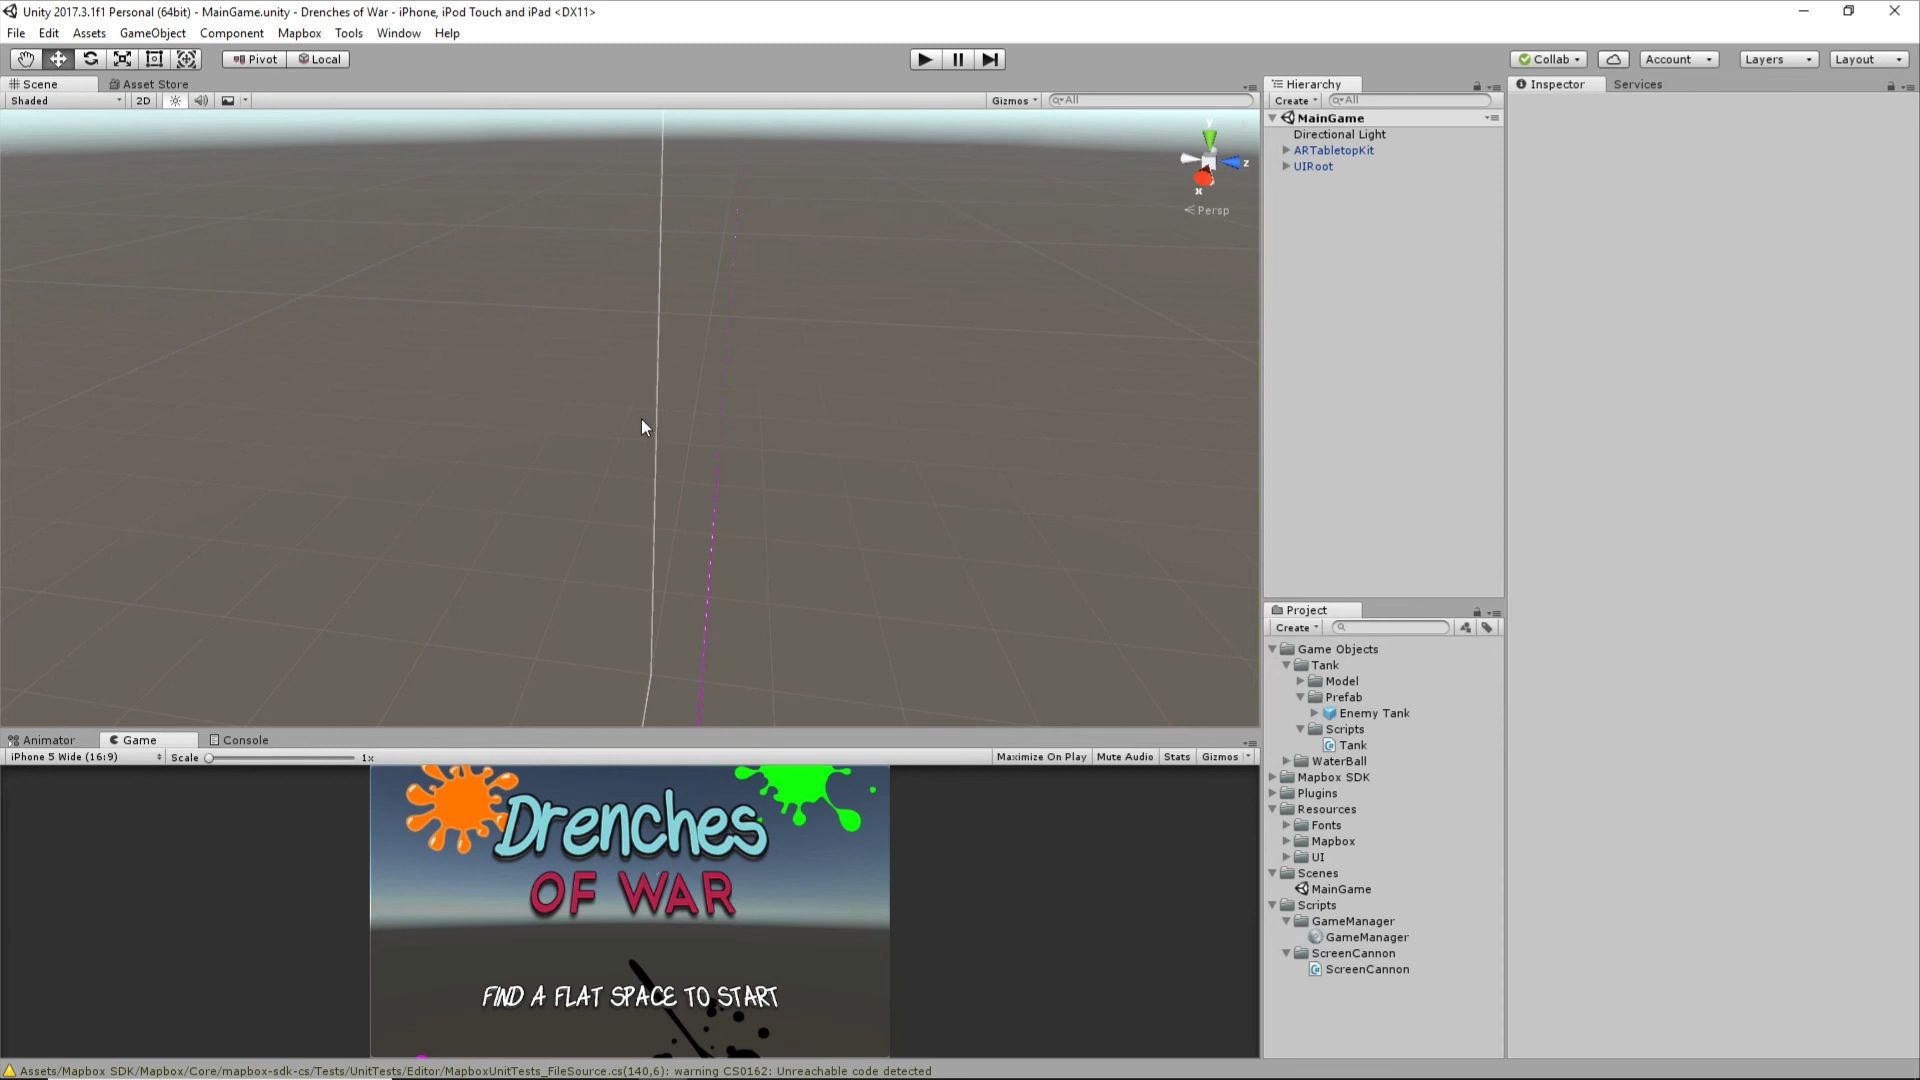 Unity 2017.3.1f1 Personal (64bit) - MainGame.unity - Drenches of War - iPhone, iPod Touch and iPad <DX11>
File Edit Assets GameObject Component Mapbox Tools Window Help
Pivot Local Collab Account Layers Layout
Scene Asset Store
Shaded 2D Gizmos All
y
z
x
Persp
Hierarchy
Create All
MainGame
Directional Light
ARTabletopKit
UIRoot
Inspector Services
Project
Create
Game Objects
Tank
Model
Prefab
Enemy Tank
Scripts
Tank
WaterBall
Mapbox SDK
Plugins
Resources
Fonts
Mapbox
UI
Scenes
MainGame
Scripts
GameManager
GameManager
ScreenCannon
ScreenCannon
Animator Game Console
iPhone 5 Wide (16:9) Scale 1x Maximize On Play Mute Audio Stats Gizmos
Drenches
OF WAR
FIND A FLAT SPACE TO START
Assets/Mapbox SDK/Mapbox/Core/mapbox-sdk-cs/Tests/UnitTests/Editor/MapboxUnitTests_FileSource.cs(140,6): warning CS0162: Unreachable code detected